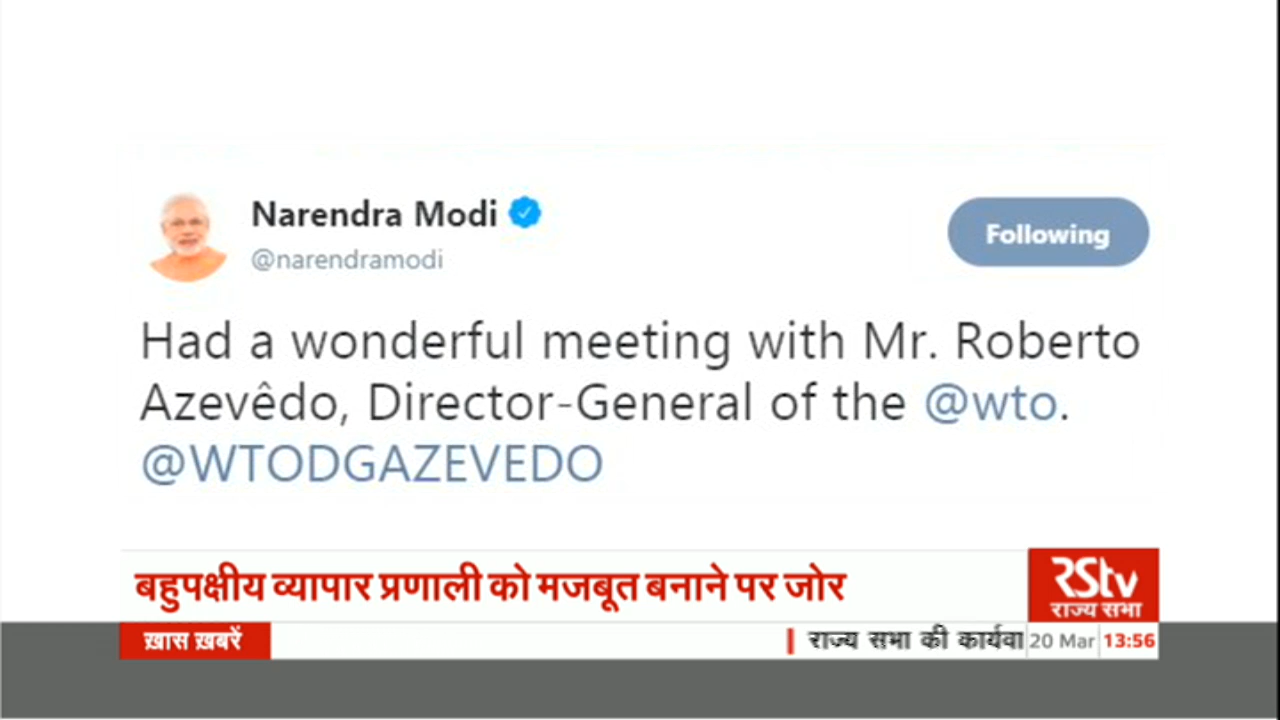 Narendra Modi
@narendramodi
Following
Had a wonderful meeting with Mr. Roberto
Azevêdo, Director-General of the @wto.
@WTODGAZEVEDO
बहुपक्षीय व्यापार प्रणाली को मजबूत बनाने पर जोर
RStv
राज्य सभा
ख़ास ख़बरें
राज्य सभा की कार्यवा
20 Mar
13:56